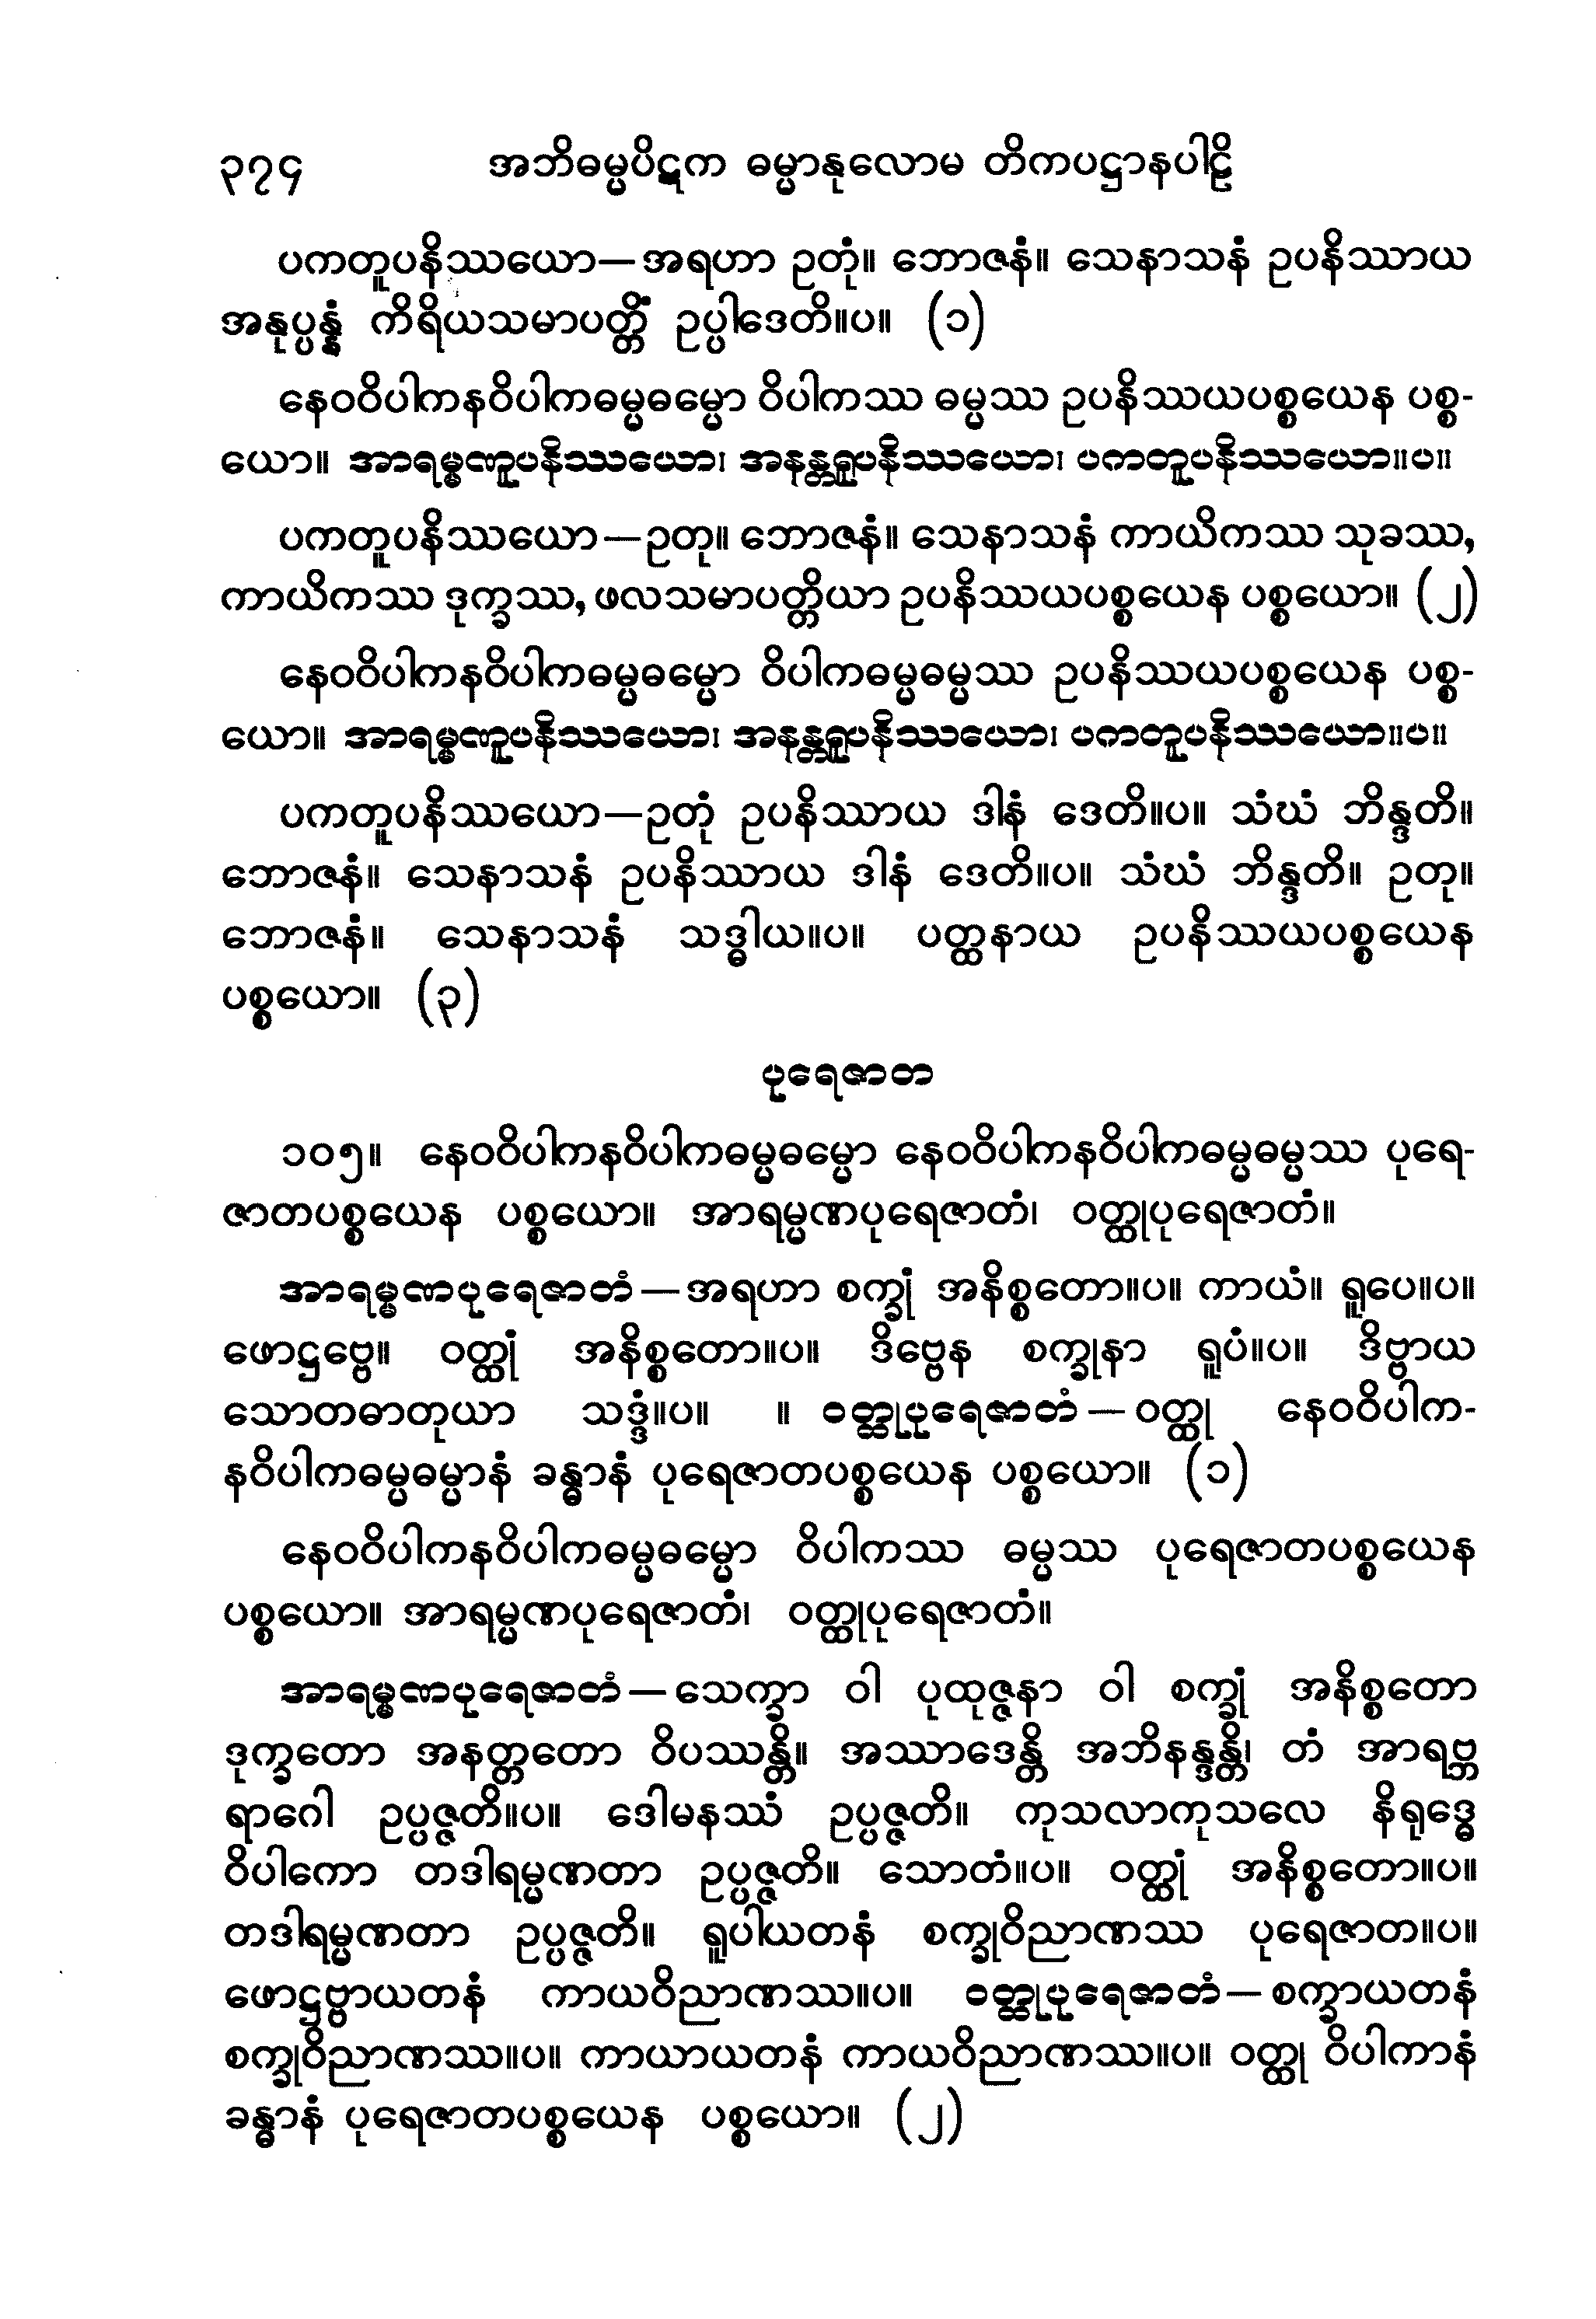 ၃၇၄ အဘိဓမ္မပိဋက ဓမ္မာနုလောမ တိကပဋ္ဌာနပါဠိ
ပကတူပနိဿယော—အရဟာ ဥတုံ။ ဘောဇနံ။ သေနာသနံ ဥပနိဿာယ
အနုပ္ပန္နံ ကိရိယသမာပတ္တိံ ဥပ္ပါဒေတိ။ပ။ (၁)
နေဝဝိပါကနဝိပါကဓမ္မဓမ္မော ဝိပါကဿ ဓမ္မဿ ဥပနိဿယပစ္စယေန ပစ္စ-
ယော။ အာရမ္မဏူပနိဿယော၊ အနန္တရူပနိဿယော၊ ပကတူပနိဿယော။ပ။
ပကတူပနိဿယော—ဥတု။ ဘောဇနံ။ သေနာသနံ ကာယိကဿ သုခဿ,
ကာယိကဿ ဒုက္ခဿ, ဖလသမာပတ္တိယာ ဥပနိဿယပစ္စယေန ပစ္စယော။ (၂)
နေဝဝိပါကနဝိပါကဓမ္မဓမ္မော ဝိပါကဓမ္မဓမ္မဿ ဥပနိဿယပစ္စယေန ပစ္စ-
ယော။ အာရမ္မဏူပနိဿယော၊ အနန္တရူပနိဿယော၊ ပကတူပနိဿယော။ပ။
ပကတူပနိဿယော—ဥတုံ ဥပနိဿာယ ဒါနံ ဒေတိ။ပ။ သံဃံ ဘိန္ဒတိ။
ဘောဇနံ။ သေနာသနံ ဥပနိဿာယ ဒါနံ ဒေတိ။ပ။ သံဃံ ဘိန္ဒတိ။ ဥတု။
ဘောဇနံ။ သေနာသနံ သဒ္ဓါယ။ပ။ ပတ္ထနာယ ဥပနိဿယပစ္စယေန
ပစ္စယော။ (၃)
ပုရေဇာတ
၁၀၅။ နေဝဝိပါကနဝိပါကဓမ္မဓမ္မော နေဝဝိပါကနဝိပါကဓမ္မဓမ္မဿ ပုရေ-
ဇာတပစ္စယေန ပစ္စယော။ အာရမ္မဏပုရေဇာတံ၊ ဝတ္ထုပုရေဇာတံ။
အာရမ္မဏပုရေဇာတံ—အရဟာ စက္ခုံ အနိစ္စတော။ပ။ ကာယံ။ ရူပေ။ပ။
ဖောဋ္ဌဗ္ဗေ။ ဝတ္ထုံ အနိစ္စတော။ပ။ ဒိဗ္ဗေန စက္ခုနာ ရူပံ။ပ။ ဒိဗ္ဗာယ
သောတဓာတုယာ သဒ္ဒံ။ပ။ ။ ဝတ္ထုပုရေဇာတံ—ဝတ္ထု နေဝဝိပါက-
နဝိပါကဓမ္မဓမ္မာနံ ခန္ဓာနံ ပုရေဇာတပစ္စယေန ပစ္စယော။ (၁)
နေဝဝိပါကနဝိပါကဓမ္မဓမ္မော ဝိပါကဿ ဓမ္မဿ ပုရေဇာတပစ္စယေန
ပစ္စယော။ အာရမ္မဏပုရေဇာတံ၊ ဝတ္ထုပုရေဇာတံ။
အာရမ္မဏပုရေဇာတံ—သေက္ခာ ဝါ ပုထုဇ္ဇနာ ဝါ စက္ခုံ အနိစ္စတော
ဒုက္ခတော အနတ္တတော ဝိပဿန္တိ။ အဿာဒေန္တိ အဘိနန္ဒန္တိ၊ တံ အာရဗ္ဘ
ရာဂေါ ဥပ္ပဇ္ဇတိ။ပ။ ဒေါမနဿံ ဥပ္ပဇ္ဇတိ။ ကုသလာကုသလေ နိရုဒ္ဓေ
ဝိပါကော တဒါရမ္မဏတာ ဥပ္ပဇ္ဇတိ။ သောတံ။ပ။ ဝတ္ထုံ အနိစ္စတော။ပ။
တဒါရမ္မဏတာ ဥပ္ပဇ္ဇတိ။ ရူပါယတနံ စက္ခုဝိညာဏဿ ပုရေဇာတ။ပ။
ဖောဋ္ဌဗ္ဗာယတနံ ကာယဝိညာဏဿ။ပ။ ဝတ္ထုပုရေဇာတံ—စက္ခာယတနံ
စက္ခုဝိညာဏဿ။ပ။ ကာယာယတနံ ကာယဝိညာဏဿ။ပ။ ဝတ္ထု ဝိပါကာနံ
ခန္ဓာနံ ပုရေဇာတပစ္စယေန ပစ္စယော။ (၂)